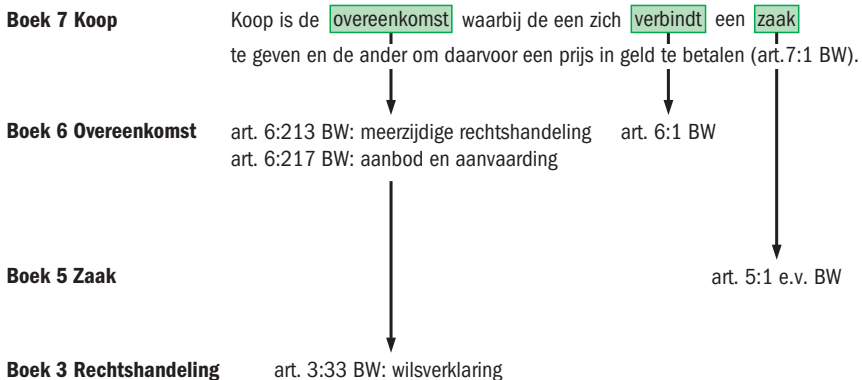 Boek 7 Koop Koop is de overeenkomst waarbij de een zich verbindt een zaak
te geven en de ander om daarvoor een prijs in geld te betalen (art.7:1 BW).
Boek 6 Overeenkomst art. 6:213 BW: meerzijdige rechtshandeling art. 6:1 BW
art. 6:217 BW: aanbod en aanvaarding
Boek 5 Zaak art. 5:1 e.v. BW
Boek 3 Rechtshandeling art. 3:33 BW: wilsverklaring